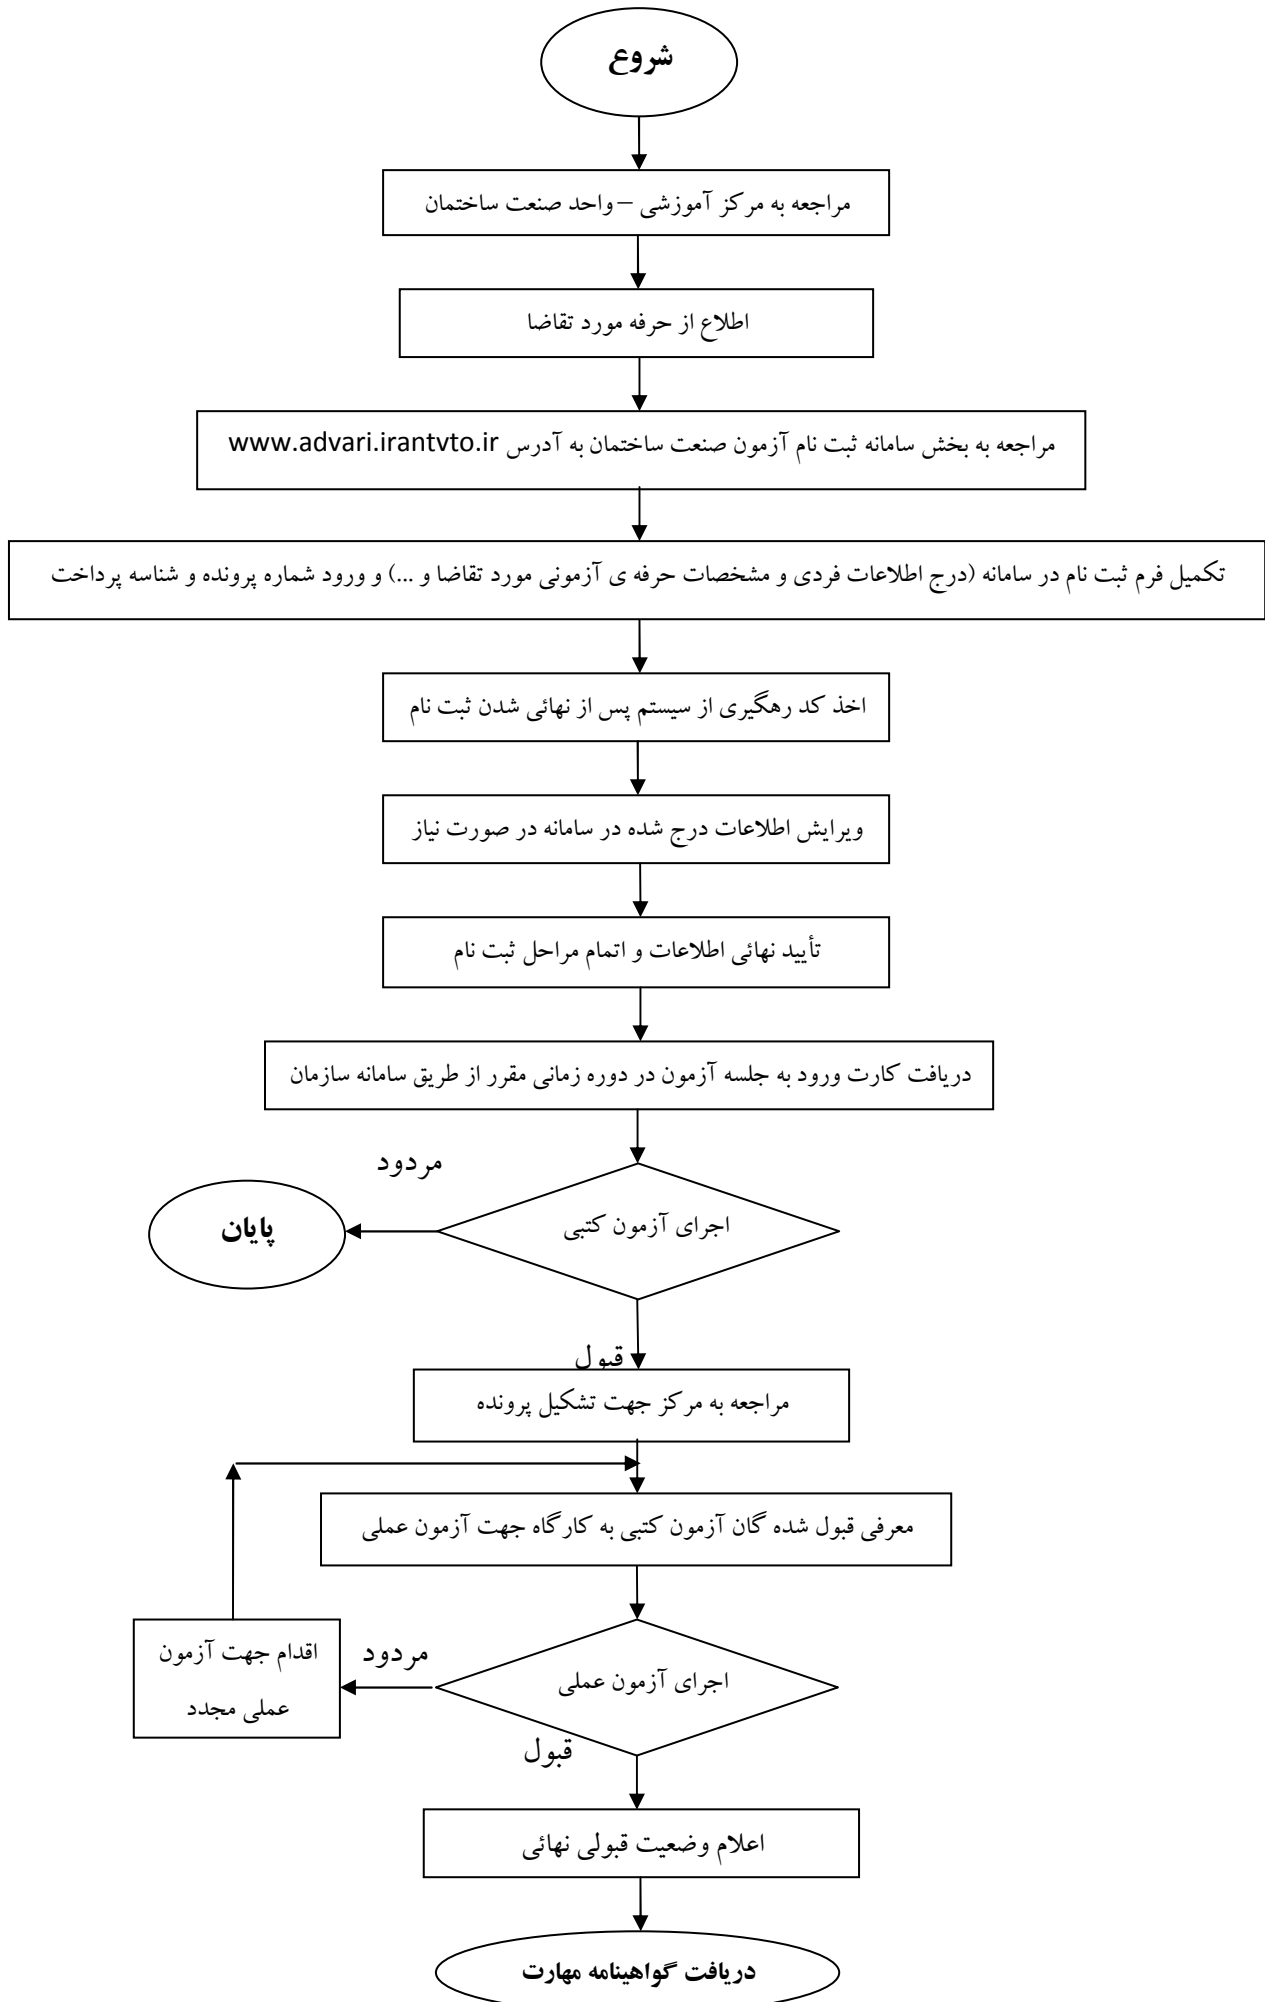 شروع
مراجعه به مرکز آموزشی – واحد صنعت ساختمان
اطلاع از حرفه مورد تقاضا
مراجعه به بخش سامانه ثبت نام آزمون صنعت ساختمان به آدرس www.advari.irantvto.ir
تکمیل فرم ثبت نام در سامانه (درج اطلاعات فردی و مشخصات حرفه ی آزمونی مورد تقاضا و ...) و ورود شماره پرونده و شناسه پرداخت
اخذ کد رهگیری از سیستم پس از نهائی شدن ثبت نام
ویرایش اطلاعات درج شده در سامانه در صورت نیاز
تأیید نهائی اطلاعات و اتمام مراحل ثبت نام
دریافت کارت ورود به جلسه آزمون در دوره زمانی مقرر از طریق سامانه سازمان
مردود
اجرای آزمون کتبی
پایان
قبول
مراجعه به مرکز جهت تشکیل پرونده
معرفی قبول شده گان آزمون کتبی به کارگاه جهت آزمون عملی
اجرای آزمون عملی
مردود
اقدام جهت آزمون
عملی مجدد
قبول
اعلام وضعیت قبولی نهائی
دریافت گواهینامه مهارت